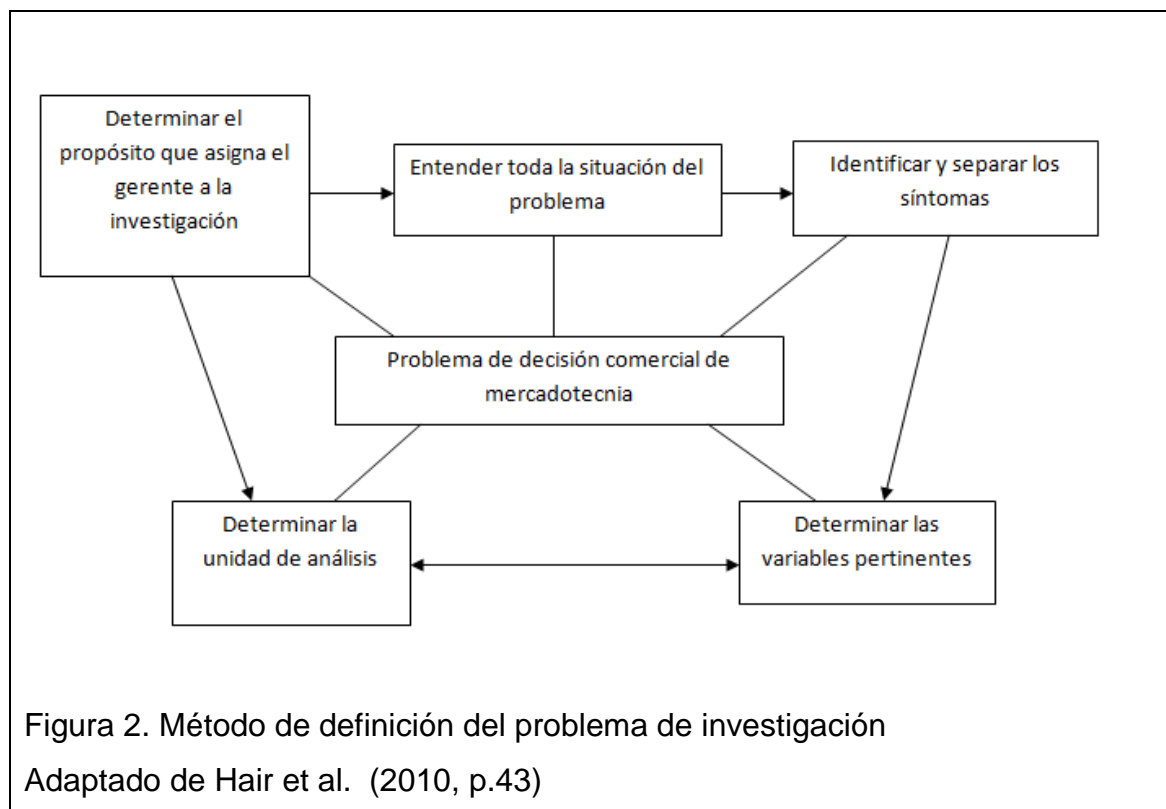 Determinar el
propósito que asigna el
gerente a la
investigación
Entender toda la situación del
problema
Identificar y separar los
síntomas
Problema de decisión comercial de
mercadotecnia
Determinar la
unidad de análisis
Determinar las
variables pertinentes
Figura 2. Método de definición del problema de investigación
Adaptado de Hair et al.  (2010, p.43)